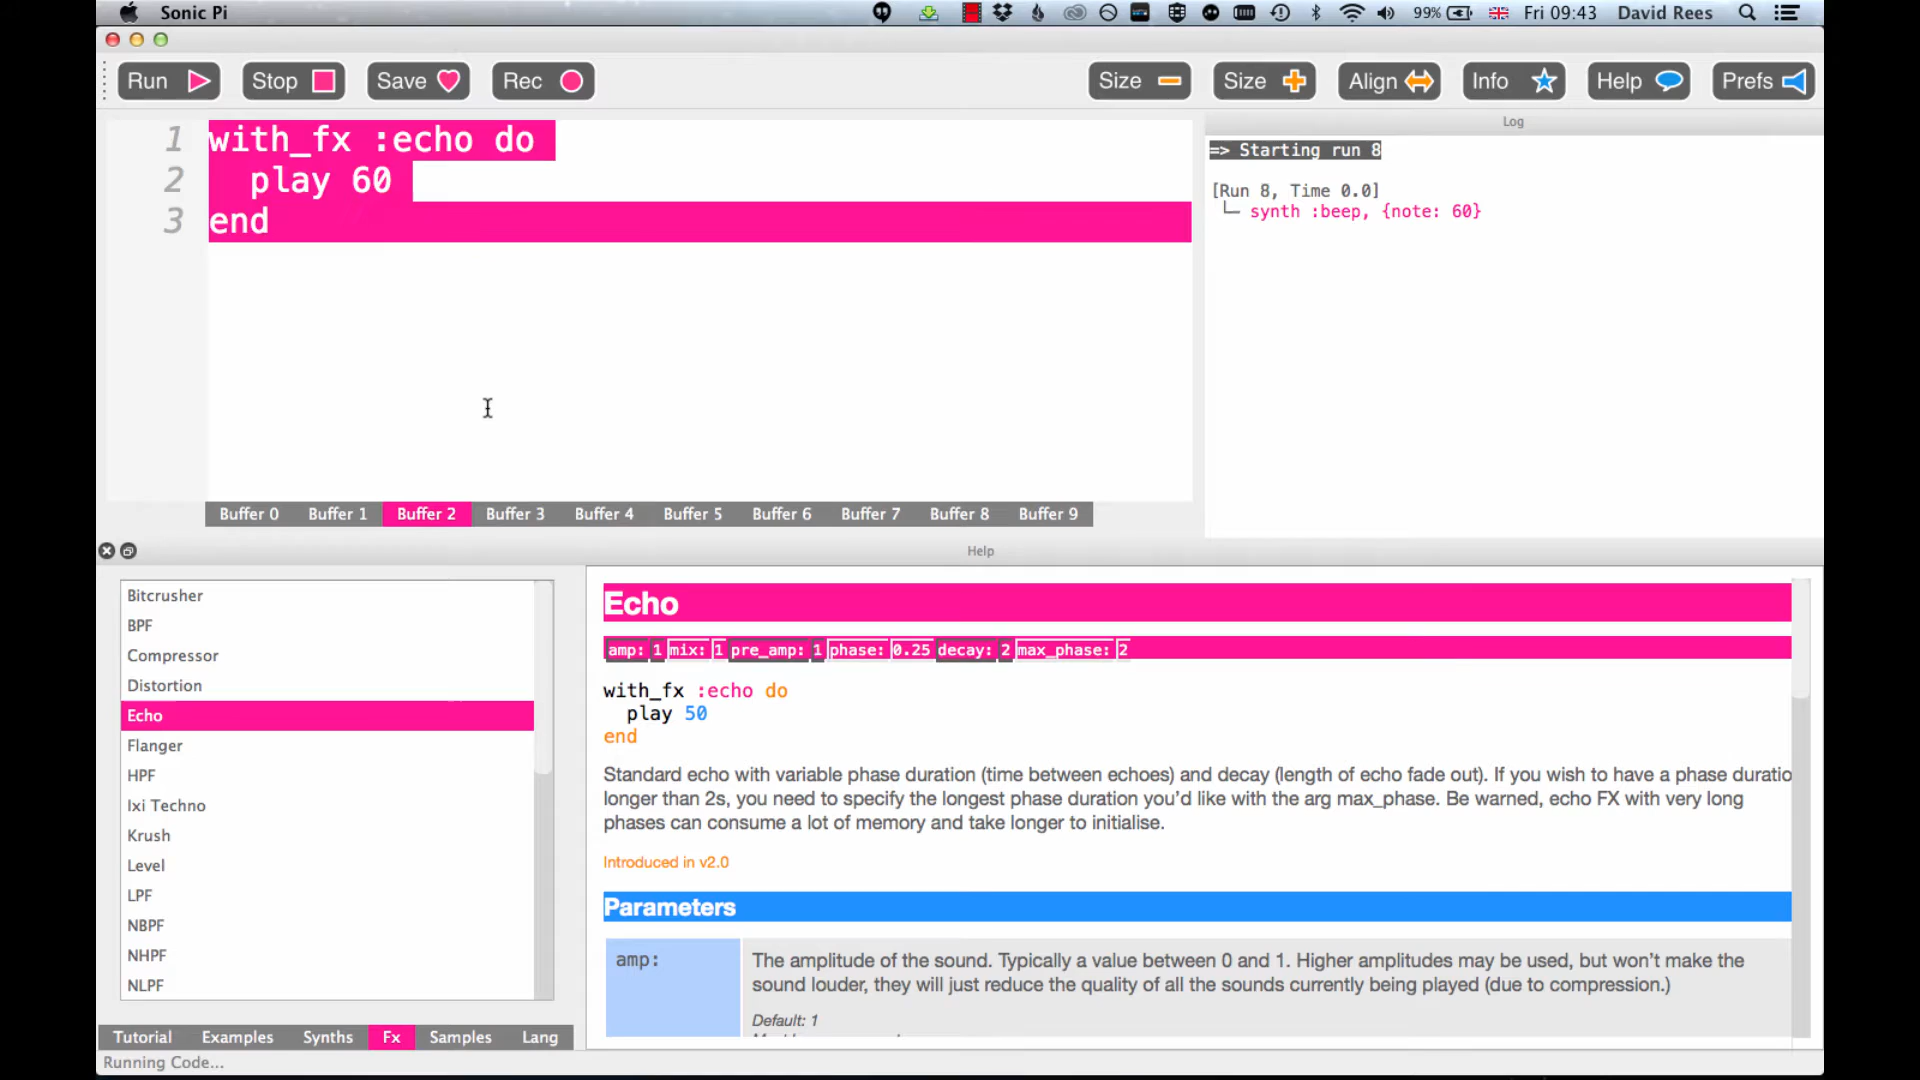 Sonic Pi 99% Fri 09:43 David Rees
Run Stop Save Rec Size Size Align Info Help Prefs
1 with_fx :echo do
2 play 60
3 end
Log
=> Starting run 8
[Run 8, Time 0.0]
└─ synth :beep, {note: 60}
Buffer 0 Buffer 1 Buffer 2 Buffer 3 Buffer 4 Buffer 5 Buffer 6 Buffer 7 Buffer 8 Buffer 9
Help
Bitcrusher
BPF
Compressor
Distortion
Echo
Flanger
HPF
Ixi Techno
Krush
Level
LPF
NBPF
NHPF
NLPF
Tutorial Examples Synths Fx Samples Lang
Echo
amp: 1 mix: 1 pre_amp: 1 phase: 0.25 decay: 2 max_phase: 2
with_fx :echo do
play 50
end
Standard echo with variable phase duration (time between echoes) and decay (length of echo fade out). If you wish to have a phase duratio
longer than 2s, you need to specify the longest phase duration you'd like with the arg max_phase. Be warned, echo FX with very long
phases can consume a lot of memory and take longer to initialise.
Introduced in v2.0
Parameters
amp: The amplitude of the sound. Typically a value between 0 and 1. Higher amplitudes may be used, but won't make the
sound louder, they will just reduce the quality of all the sounds currently being played (due to compression.)
Default: 1
Running Code...